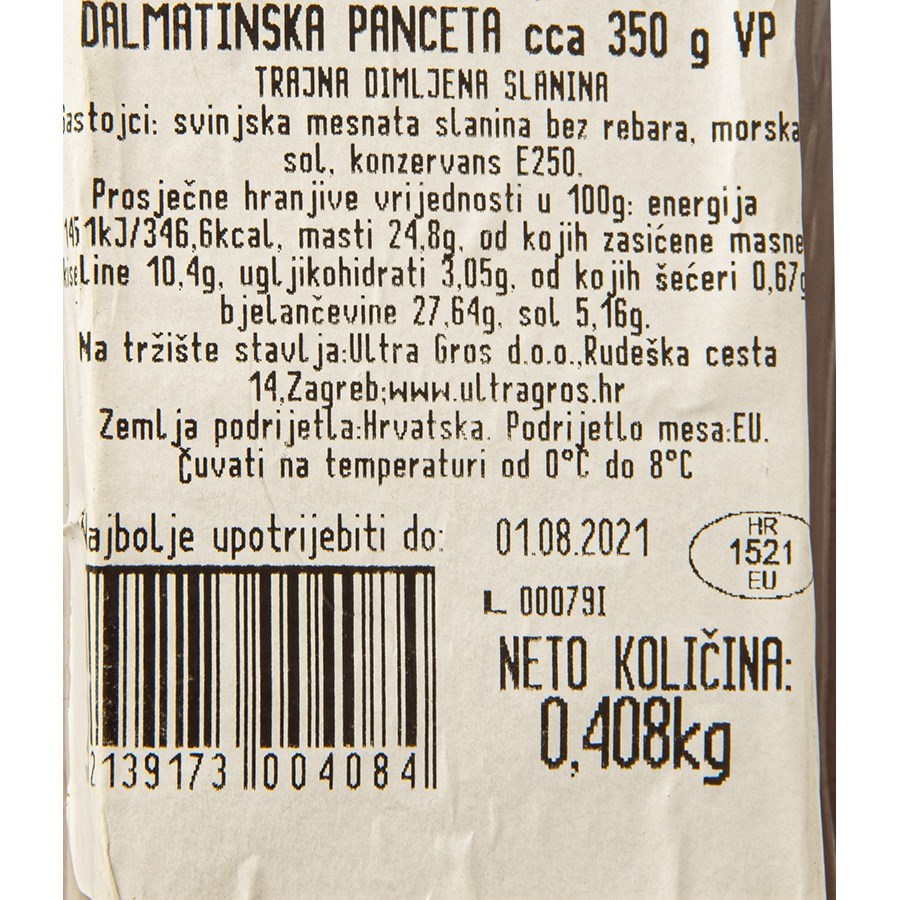 DALMATINSKA PANCETA cca 350 g VP
TRAJNA DIMLJENA SLANINA
Sastojci: svinjska mesnata slanina bez rebara, morska
sol, konzervans E250.
Prosječne hranjive vrijednosti u 100g: energija
1451kJ/346,6kcal, masti 24,8g, od kojih zasićene masne
kiseline 10,4g, ugljikohidrati 3,05g, od kojih šećeri 0,67g
bjelančevine 27,64g, sol 5,16g.
Na tržište stavlja:Ultra Gros d.o.o.,Rudeška cesta
14,Zagreb;www.ultragros.hr
Zemlja podrijetla:Hrvatska. Podrijetlo mesa:EU.
Čuvati na temperaturi od 0°C do 8°C
Najbolje upotrijebiti do: 01.08.2021
HR
1521
EU
L 00079I
NETO KOLIČINA:
0,408kg
2139173 004084